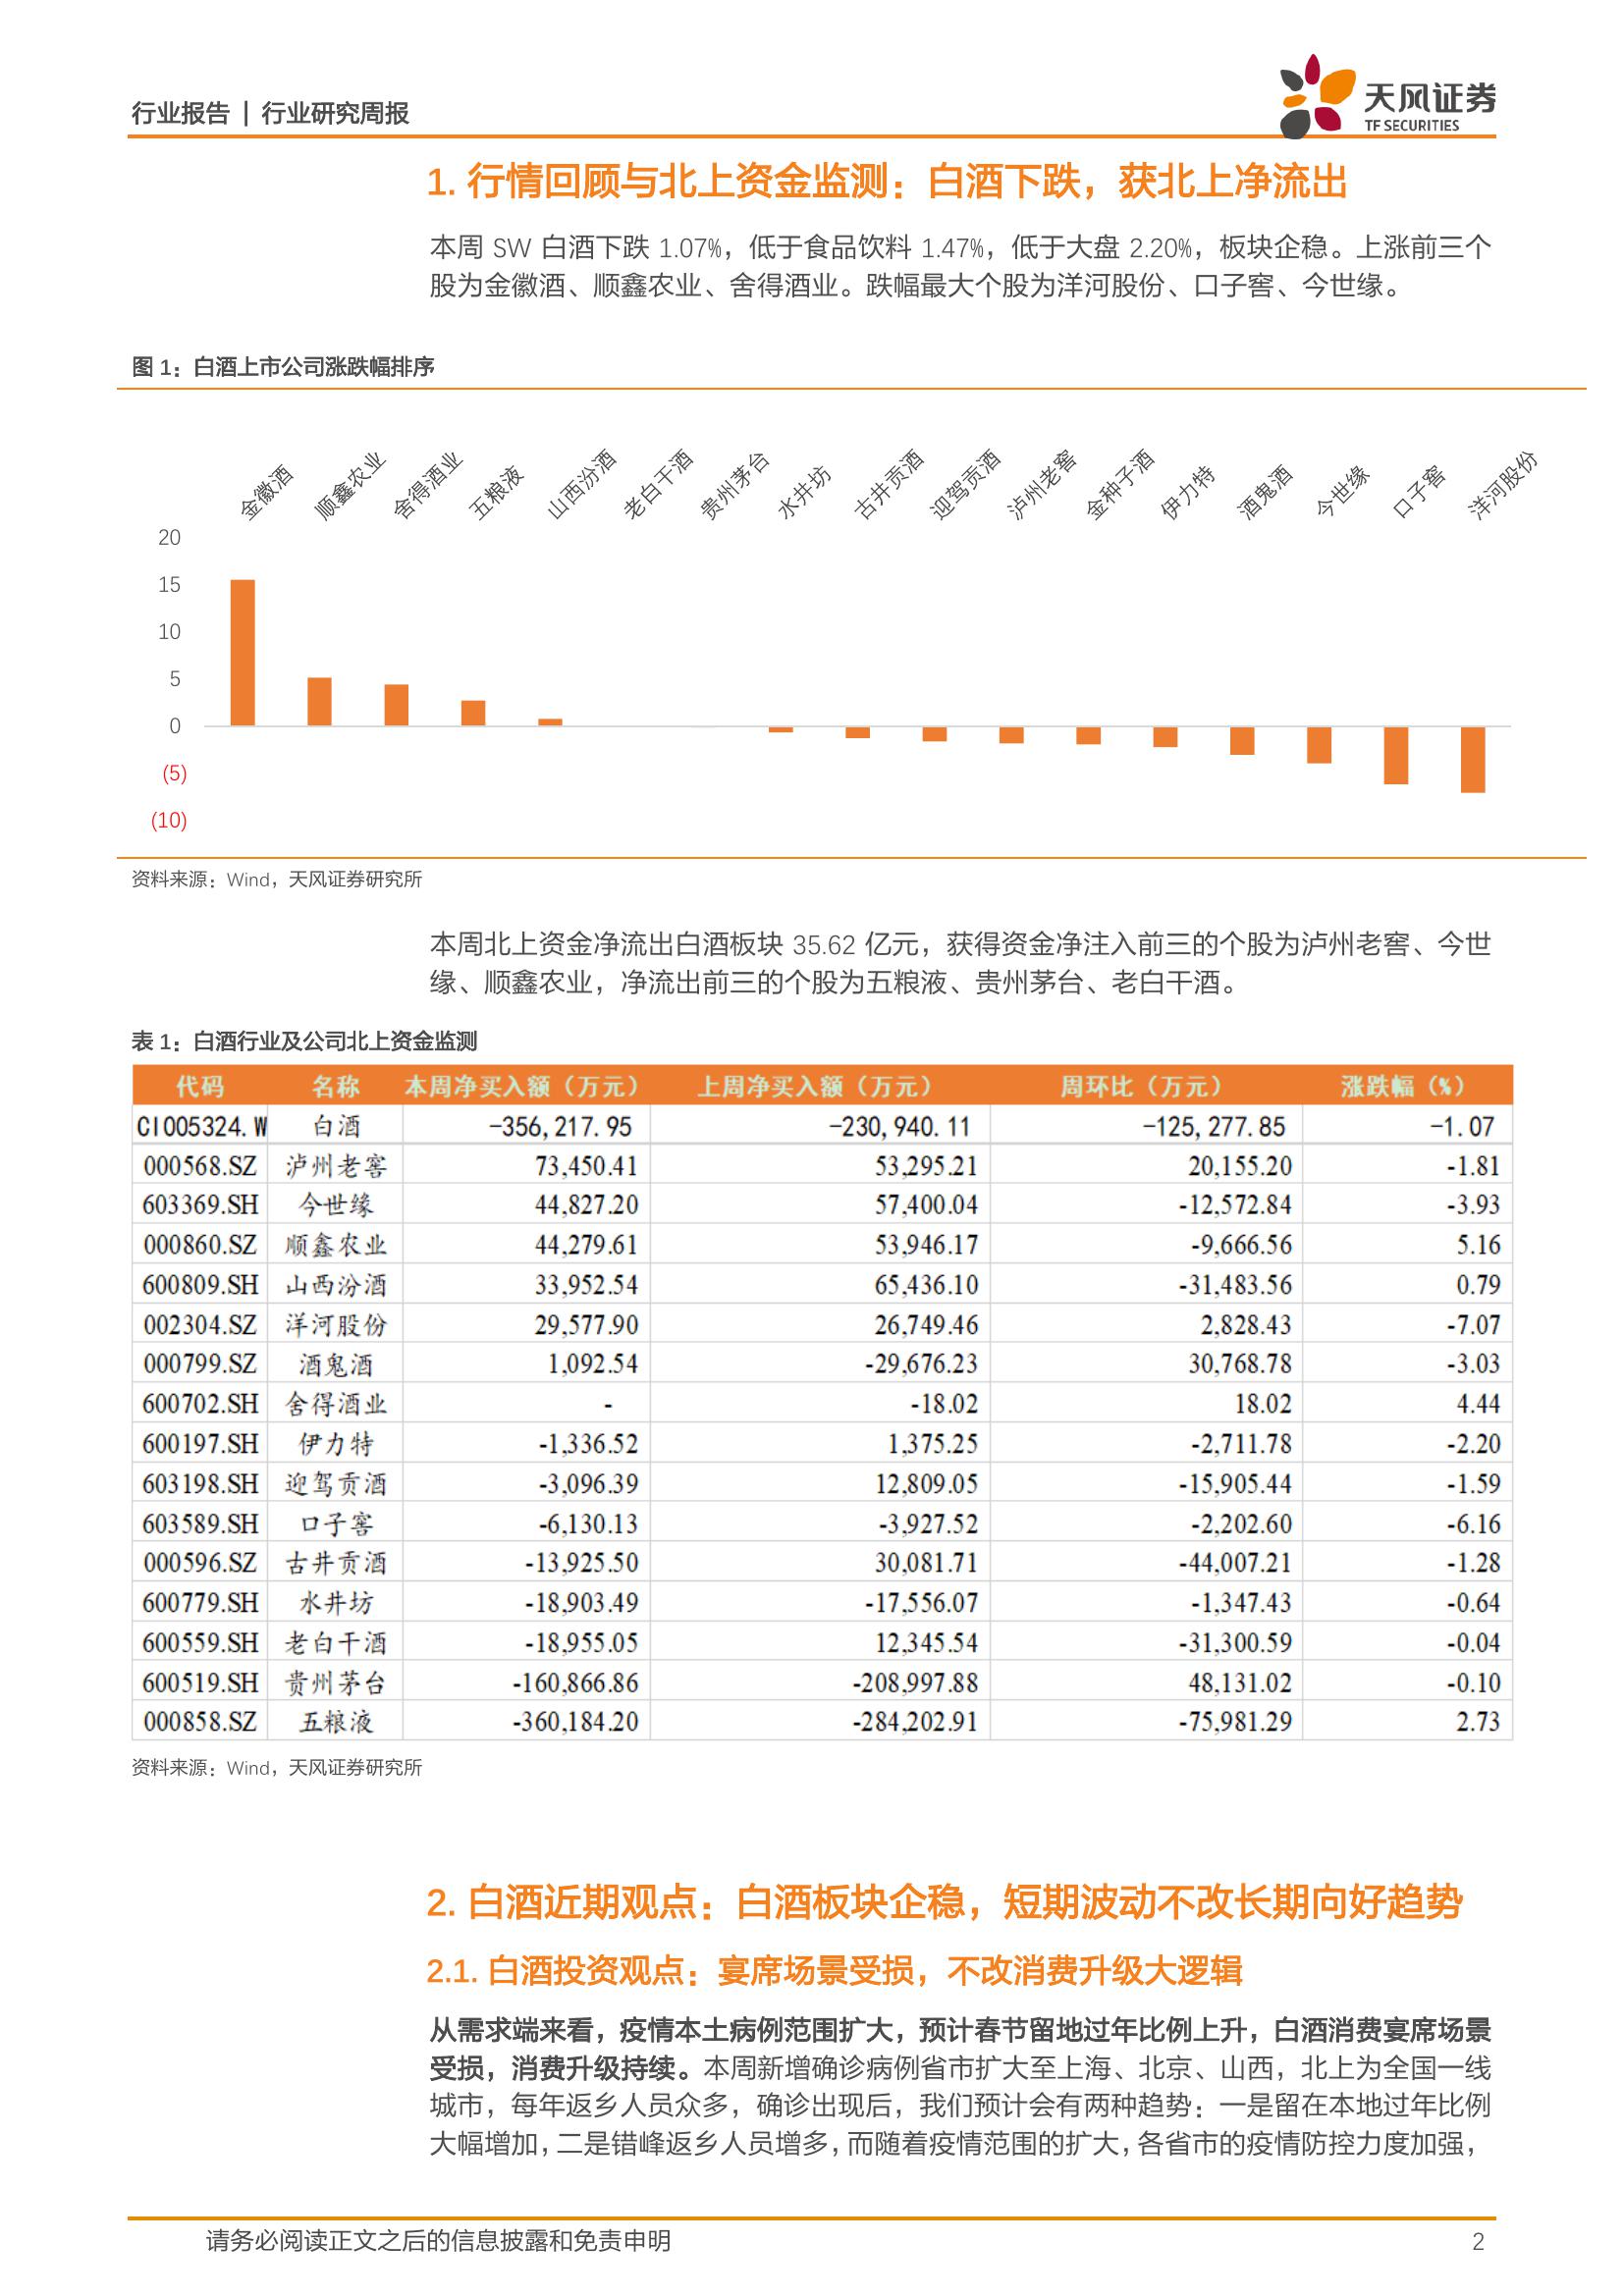 行业报告 | 行业研究周报
天风证券
TF SECURITIES
1. 行情回顾与北上资金监测：白酒下跌，获北上净流出
本周 SW 白酒下跌 1.07%，低于食品饮料 1.47%，低于大盘 2.20%，板块企稳。上涨前三个
股为金徽酒、顺鑫农业、舍得酒业。跌幅最大个股为洋河股份、口子窖、今世缘。
图 1：白酒上市公司涨跌幅排序
金徽酒 顺鑫农业 舍得酒业 五粮液 山西汾酒 老白干酒 贵州茅台 水井坊 古井贡酒 迎驾贡酒 泸州老窖 金种子酒 伊力特 酒鬼酒 今世缘 口子窖 洋河股份
20
15
10
5
0
(5)
(10)
资料来源：Wind，天风证券研究所
本周北上资金净流出白酒板块 35.62 亿元，获得资金净注入前三的个股为泸州老窖、今世
缘、顺鑫农业，净流出前三的个股为五粮液、贵州茅台、老白干酒。
表 1：白酒行业及公司北上资金监测
代码 名称 本周净买入额（万元） 上周净买入额（万元） 周环比（万元） 涨跌幅（%）
CI005324.W 白酒 -356,217.95 -230,940.11 -125,277.85 -1.07
000568.SZ 泸州老窖 73,450.41 53,295.21 20,155.20 -1.81
603369.SH 今世缘 44,827.20 57,400.04 -12,572.84 -3.93
000860.SZ 顺鑫农业 44,279.61 53,946.17 -9,666.56 5.16
600809.SH 山西汾酒 33,952.54 65,436.10 -31,483.56 0.79
002304.SZ 洋河股份 29,577.90 26,749.46 2,828.43 -7.07
000799.SZ 酒鬼酒 1,092.54 -29,676.23 30,768.78 -3.03
600702.SH 舍得酒业 - -18.02 18.02 4.44
600197.SH 伊力特 -1,336.52 1,375.25 -2,711.78 -2.20
603198.SH 迎驾贡酒 -3,096.39 12,809.05 -15,905.44 -1.59
603589.SH 口子窖 -6,130.13 -3,927.52 -2,202.60 -6.16
000596.SZ 古井贡酒 -13,925.50 30,081.71 -44,007.21 -1.28
600779.SH 水井坊 -18,903.49 -17,556.07 -1,347.43 -0.64
600559.SH 老白干酒 -18,955.05 12,345.54 -31,300.59 -0.04
600519.SH 贵州茅台 -160,866.86 -208,997.88 48,131.02 -0.10
000858.SZ 五粮液 -360,184.20 -284,202.91 -75,981.29 2.73
资料来源：Wind，天风证券研究所
2. 白酒近期观点：白酒板块企稳，短期波动不改长期向好趋势
2.1. 白酒投资观点：宴席场景受损，不改消费升级大逻辑
从需求端来看，疫情本土病例范围扩大，预计春节留地过年比例上升，白酒消费宴席场景
受损，消费升级持续。本周新增确诊病例省市扩大至上海、北京、山西，北上为全国一线
城市，每年返乡人员众多，确诊出现后，我们预计会有两种趋势：一是留在本地过年比例
大幅增加，二是错峰返乡人员增多，而随着疫情范围的扩大，各省市的疫情防控力度加强，
请务必阅读正文之后的信息披露和免责申明
2